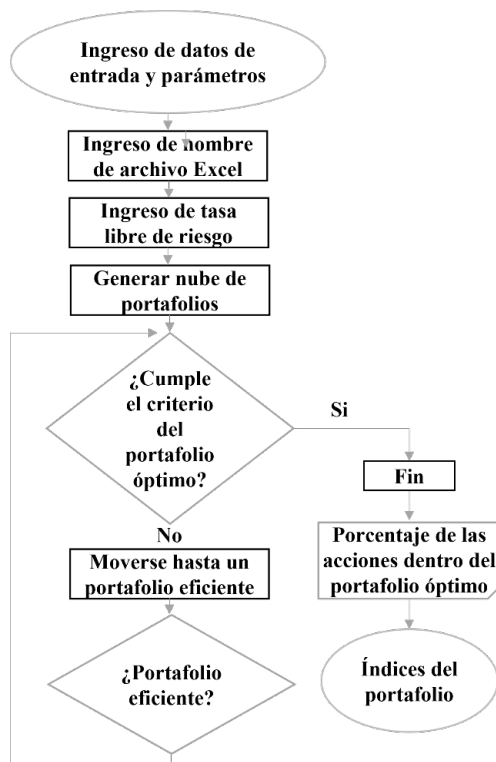 Ingreso de datos de
entrada y parámetros
Ingreso de nombre
de archivo Excel
Ingreso de tasa
libre de riesgo
Generar nube de
portafolios
¿Cumple
el criterio
del
portafolio
óptimo?
Si
Fin
Porcentaje de las
acciones dentro del
portafolio óptimo
Índices del
portafolio
No
Moverse hasta un
portafolio eficiente
¿Portafolio
eficiente?